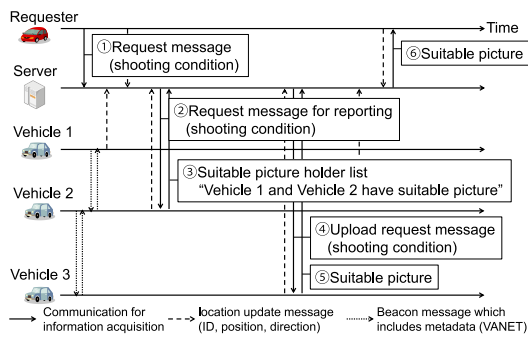 Requester
Time
①Request message
(shooting condition)
⑥Suitable picture
Server
②Request message for reporting
(shooting condition)
Vehicle 1
③Suitable picture holder list
“Vehicle 1 and Vehicle 2 have suitable picture”
Vehicle 2
④Upload request message
(shooting condition)
⑤Suitable picture
Vehicle 3
Communication for
information acquisition
location update message
(ID, position, direction)
Beacon message which
includes metadata (VANET)